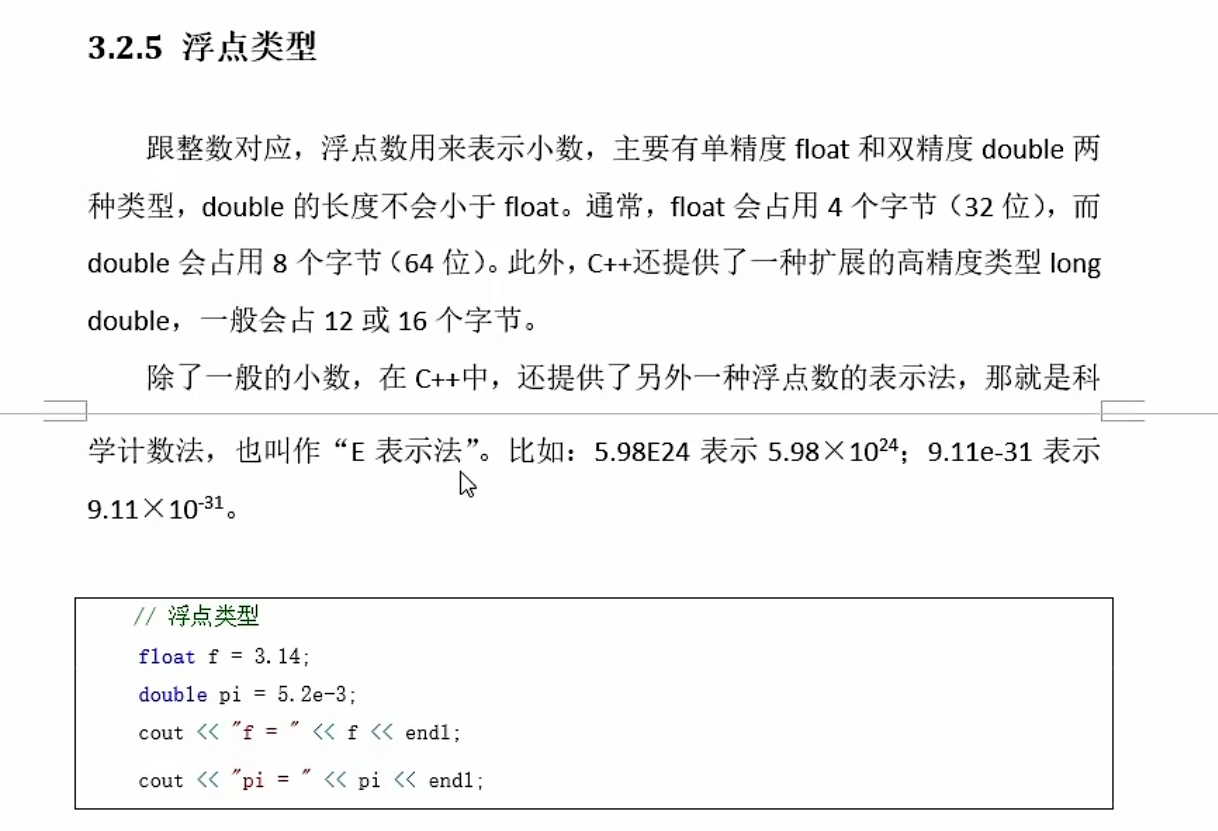 3.2.5 浮点类型
跟整数对应，浮点数用来表示小数，主要有单精度 float 和双精度 double 两
种类型，double 的长度不会小于 float。通常，float 会占用 4 个字节（32 位），而
double 会占用 8 个字节（64 位）。此外，C++还提供了一种扩展的高精度类型 long
double，一般会占 12 或 16 个字节。
除了一般的小数，在 C++中，还提供了另外一种浮点数的表示法，那就是科
学计数法，也叫作“E 表示法”。比如：5.98E24 表示 5.98×10²⁴；9.11e-31 表示
9.11×10⁻³¹。
// 浮点类型
float f = 3.14;
double pi = 5.2e-3;
cout << "f = " << f << endl;
cout << "pi = " << pi << endl;